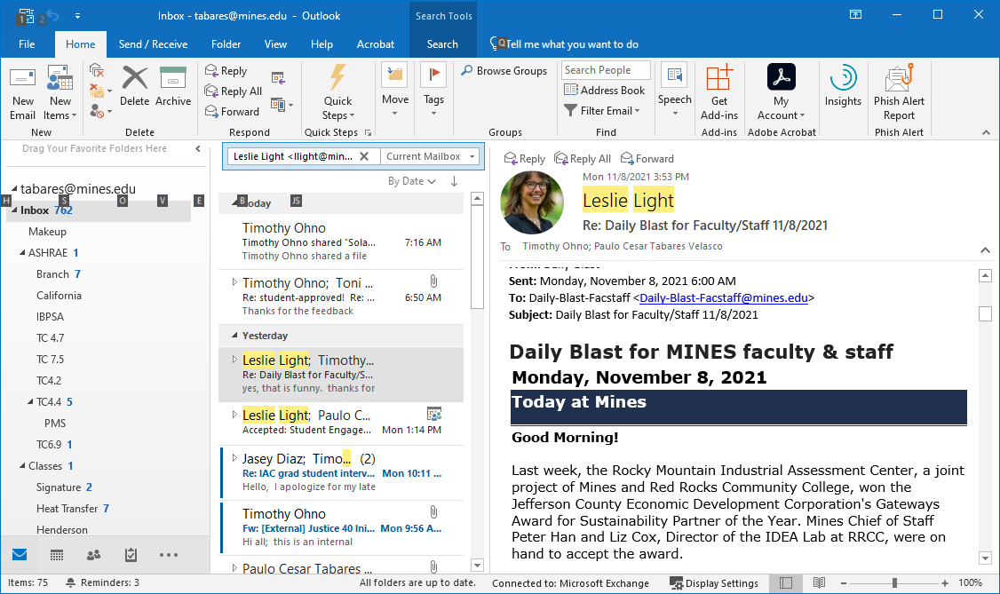 1 2
Inbox - tabares@mines.edu - Outlook
Search Tools
File Home Send / Receive Folder View Help Acrobat Search Q Tell me what you want to do
New Email
New Items
New
Delete
Archive
Delete
Reply
Reply All
Forward
Respond
Quick Steps
Quick Steps
Move
Tags
Browse Groups
Groups
Search People
Address Book
Filter Email
Find
Speech
Get Add-ins
Add-ins
My Account
Adobe Acrobat
Insights
Phish Alert Report
Phish Alert
Drag Your Favorite Folders Here
tabares@mines.edu
H S O V E B JS
Inbox 762
Makeup
ASHRAE 1
Branch 7
California
IBPSA
TC 4.7
TC 7.5
TC4.2
TC4.4 5
PMS
TC6.9 1
Classes 1
Signature 2
Heat Transfer 7
Henderson
Leslie Light <llight@min...
Current Mailbox
By Date
Today
Timothy Ohno
Timothy Ohno shared "Sola... 7:16 AM
Timothy Ohno shared a file
Timothy Ohno; Toni ...
Re: student-approved! Re: ... 6:50 AM
Thanks for the feedback
Yesterday
Leslie Light; Timothy...
Re: Daily Blast for Faculty/S...
yes, that is funny. thanks for
Leslie Light; Paulo C...
Accepted: Student Engage... Mon 1:14 PM
Jasey Diaz; Timo... (2)
Re: IAC grad student interv... Mon 10:11 ...
Hello, I apologize for my late
Timothy Ohno
Fw: [External] Justice 40 Ini... Mon 9:56 A...
Hi all; this is an internal
Paulo Cesar Tabares ...
Reply Reply All Forward
Mon 11/8/2021 3:53 PM
Leslie Light
Re: Daily Blast for Faculty/Staff 11/8/2021
To Timothy Ohno; Paulo Cesar Tabares Velasco
From: Daily Blast
Sent: Monday, November 8, 2021 6:00 AM
To: Daily-Blast-Facstaff <Daily-Blast-Facstaff@mines.edu>
Subject: Daily Blast for Faculty/Staff 11/8/2021
Daily Blast for MINES faculty & staff
Monday, November 8, 2021
Today at Mines
Good Morning!
Last week, the Rocky Mountain Industrial Assessment Center, a joint
project of Mines and Red Rocks Community College, won the
Jefferson County Economic Development Corporation's Gateways
Award for Sustainability Partner of the Year. Mines Chief of Staff
Peter Han and Liz Cox, Director of the IDEA Lab at RRCC, were on
hand to accept the award.
Items: 75 Reminders: 3 All folders are up to date. Connected to: Microsoft Exchange Display Settings 100%